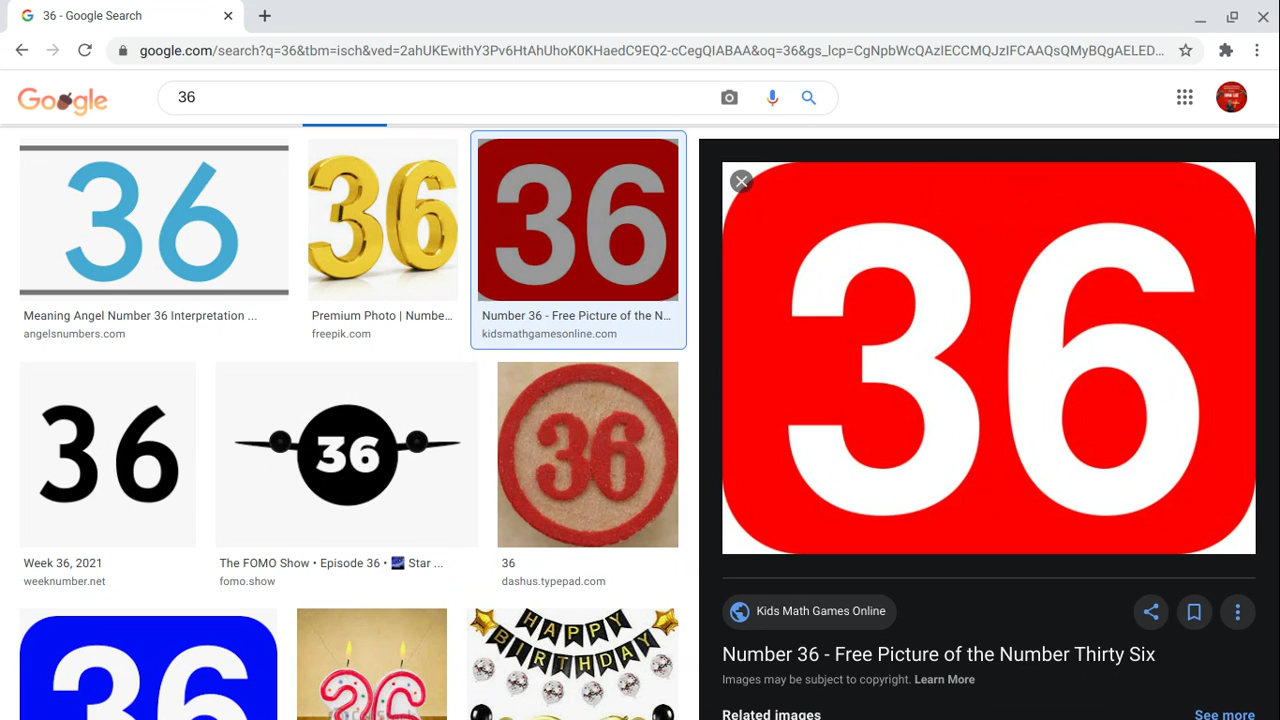 36 - Google Search
google.com/search?q=36&tbm=isch&ved=2ahUKEwithY3Pv6HtAhUhoK0KHaedC9EQ2-cCegQIABAA&oq=36&gs_lcp=CgNpbWcQAzIECCMQJzIFCAAQsQMyBQgAELED...
Google
36
36
36
36
36
Meaning Angel Number 36 Interpretation ...
angelsnumbers.com
Premium Photo | Numbe...
freepik.com
Number 36 - Free Picture of the N...
kidsmathgamesonline.com
36
36
36
Week 36, 2021
weeknumber.net
The FOMO Show • Episode 36 • 🌠 Star ...
fomo.show
36
dashus.typepad.com
36
36
HAPPY
BIRTHDAY
Kids Math Games Online
Number 36 - Free Picture of the Number Thirty Six
Images may be subject to copyright. Learn More
Related images
See more